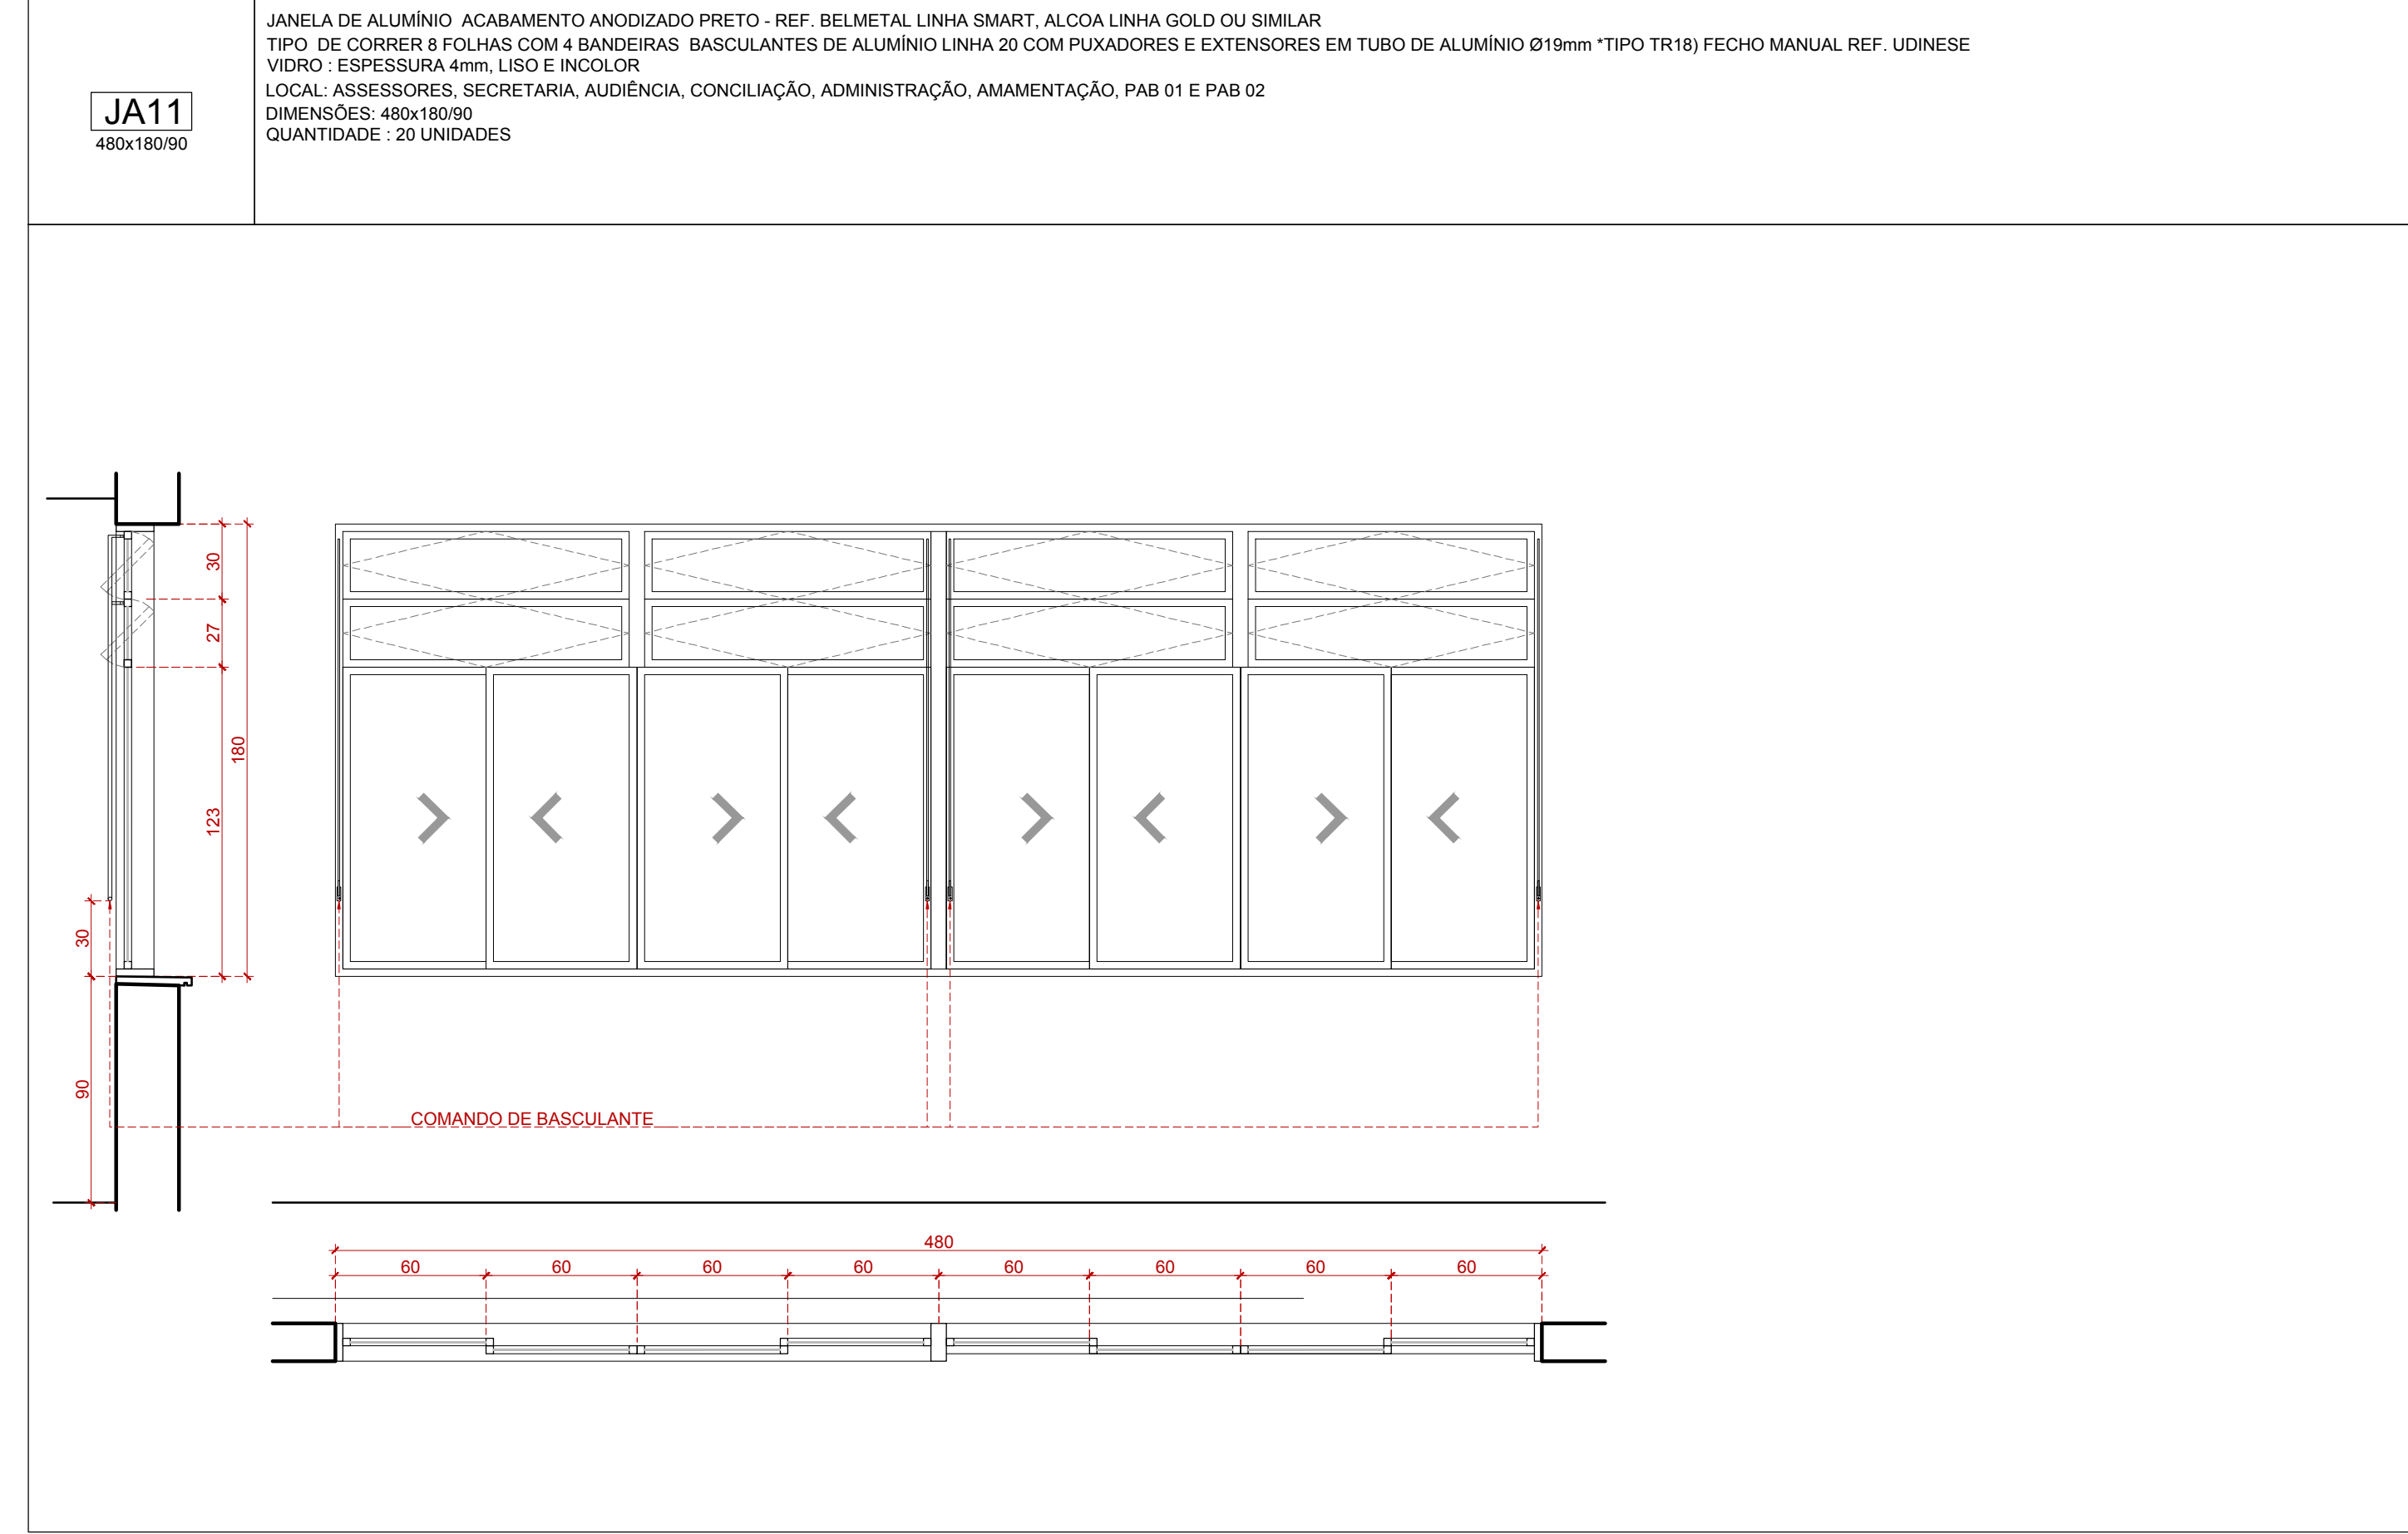 JANELA DE ALUMÍNIO  ACABAMENTO ANODIZADO PRETO - REF. BELMETAL LINHA SMART, ALCOA LINHA GOLD OU SIMILAR
TIPO  DE CORRER 8 FOLHAS COM 4 BANDEIRAS  BASCULANTES DE ALUMÍNIO LINHA 20 COM PUXADORES E EXTENSORES EM TUBO DE ALUMÍNIO Ø19mm *TIPO TR18) FECHO MANUAL REF. UDINESE
VIDRO : ESPESSURA 4mm, LISO E INCOLOR
LOCAL: ASSESSORES, SECRETARIA, AUDIÊNCIA, CONCILIAÇÃO, ADMINISTRAÇÃO, AMAMENTAÇÃO, PAB 01 E PAB 02
DIMENSÕES: 480x180/90
QUANTIDADE : 20 UNIDADES
JA11
480x180/90
30
27
180
123
30
90
COMANDO DE BASCULANTE
480
60 60 60 60 60 60 60 60